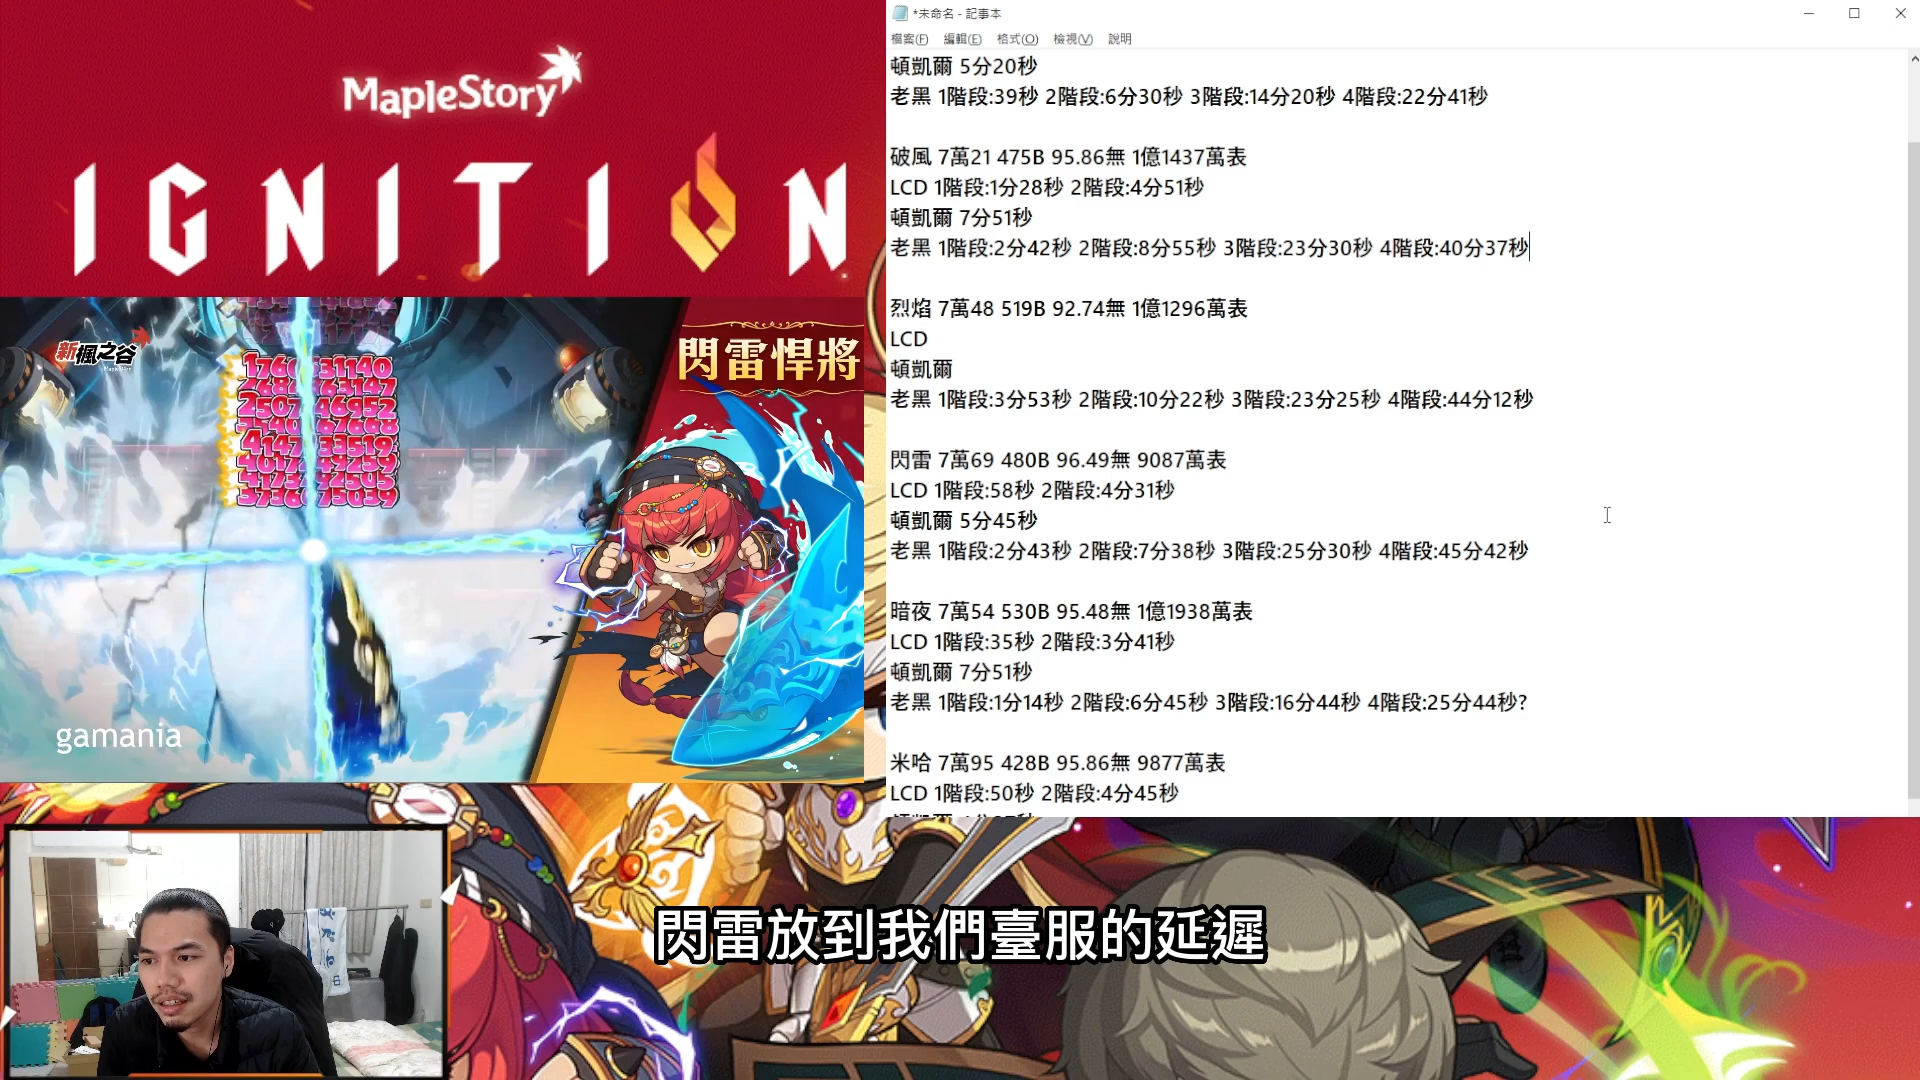 MapleStory
IGNITION
新楓之谷
MapleStory
閃雷悍將
gamania
*未命名 - 記事本
檔案(F) 編輯(E) 格式(O) 檢視(V) 說明
頓凱爾 5分20秒
老黑 1階段:39秒 2階段:6分30秒 3階段:14分20秒 4階段:22分41秒
破風 7萬21 475B 95.86無 1億1437萬表
LCD 1階段:1分28秒 2階段:4分51秒
頓凱爾 7分51秒
老黑 1階段:2分42秒 2階段:8分55秒 3階段:23分30秒 4階段:40分37秒
烈焰 7萬48 519B 92.74無 1億1296萬表
LCD
頓凱爾
老黑 1階段:3分53秒 2階段:10分22秒 3階段:23分25秒 4階段:44分12秒
閃雷 7萬69 480B 96.49無 9087萬表
LCD 1階段:58秒 2階段:4分31秒
頓凱爾 5分45秒
老黑 1階段:2分43秒 2階段:7分38秒 3階段:25分30秒 4階段:45分42秒
暗夜 7萬54 530B 95.48無 1億1938萬表
LCD 1階段:35秒 2階段:3分41秒
頓凱爾 7分51秒
老黑 1階段:1分14秒 2階段:6分45秒 3階段:16分44秒 4階段:25分44秒?
米哈 7萬95 428B 95.86無 9877萬表
LCD 1階段:50秒 2階段:4分45秒
閃雷放到我們臺服的延遲